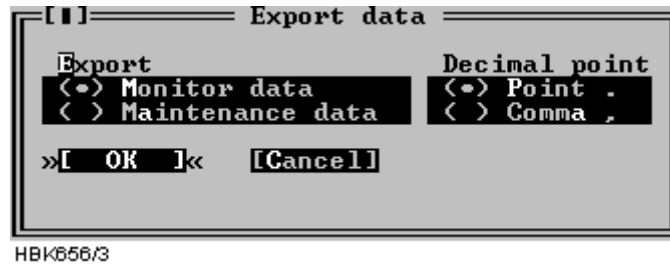 [▮] Export data
Export Decimal point
(•) Monitor data (•) Point .
( ) Maintenance data ( ) Comma ,
»[ OK ]« [Cancel]
HBK656/3